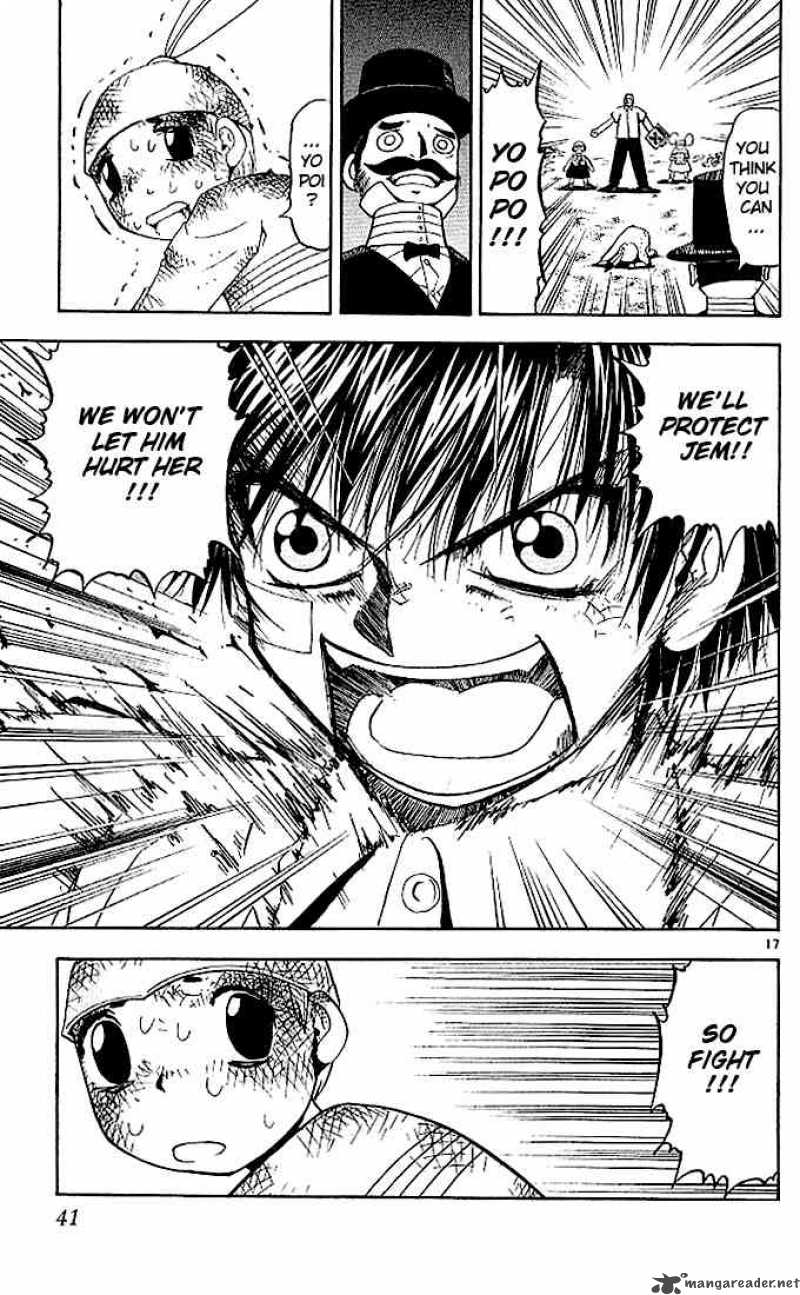 YOU
THINK
YOU
CAN
...
YO
PO
PO
!!!
...
YO
POI
?
WE'LL
PROTECT
JEM!!
WE WON'T
LET HIM
HURT HER
!!!
17
SO
FIGHT
!!!
41
mangareader.net